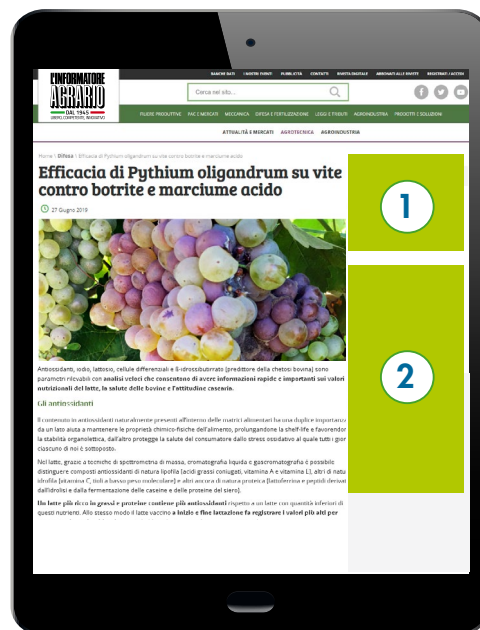 BANCHE DATI I NOSTRI EVENTI PUBBLICITÀ CONTATTI RIVISTA DIGITALE ABBONATI ALLE RIVISTE REGISTRATI / ACCEDI
L'INFORMATORE
AGRARIO
DAL 1945
LIBERO, COMPETENTE, INNOVATIVO
Cerca nel sito...
FILIERE PRODUTTIVE PAC E MERCATI MECCANICA DIFESA E FERTILIZZAZIONE LEGGI E TRIBUTI AGROINDUSTRIA PRODOTTI E SOLUZIONI
ATTUALITÀ E MERCATI AGROTECNICA AGROINDUSTRIA
Home \ Difesa \ Efficacia di Pythium oligandrum su vite contro botrite e marciume acido
Efficacia di Pythium oligandrum su vite
contro botrite e marciume acido
27 Giugno 2019
1
2
Antiossidanti, iodio, lattosio, cellule differenziali e ß-idrossibutirrato (predittore della chetosi bovina) sono
parametri rilevabili con analisi veloci che consentono di avere informazioni rapide e importanti sui valori
nutrizionali del latte, la salute delle bovine e l'attitudine casearia.
Gli antiossidanti
Il contenuto in antiossidanti naturalmente presenti all'interno delle matrici alimentari ha una duplice importanza
da un lato aiuta a mantenere le proprietà chimico-fisiche dell'alimento, prolungandone la shelf-life e favorendor
la stabilità organolettica, dall'altro protegge la salute del consumatore dallo stress ossidativo al quale tutti i gior
ciascuno di noi è sottoposto.
Nel latte, grazie a tecniche di spettrometria di massa, cromatografia liquida e gascromatografia è possibile
distinguere composti antiossidanti di natura lipofila (acidi grassi coniugati, vitamina A e vitamina E), altri di natu
idrofila (vitamina C, tioli a basso peso molecolare) e altri ancora di natura proteica (lattoferrina e peptidi derivat
dall'idrolisi e dalla fermentazione delle caseine e delle proteine del siero).
Un latte più ricco in grassi e proteine contiene più antiossidanti rispetto a un latte con quantità inferiori di
questi nutrienti. Allo stesso modo il latte vaccino a inizio e fine lattazione fa registrare i valori più alti per